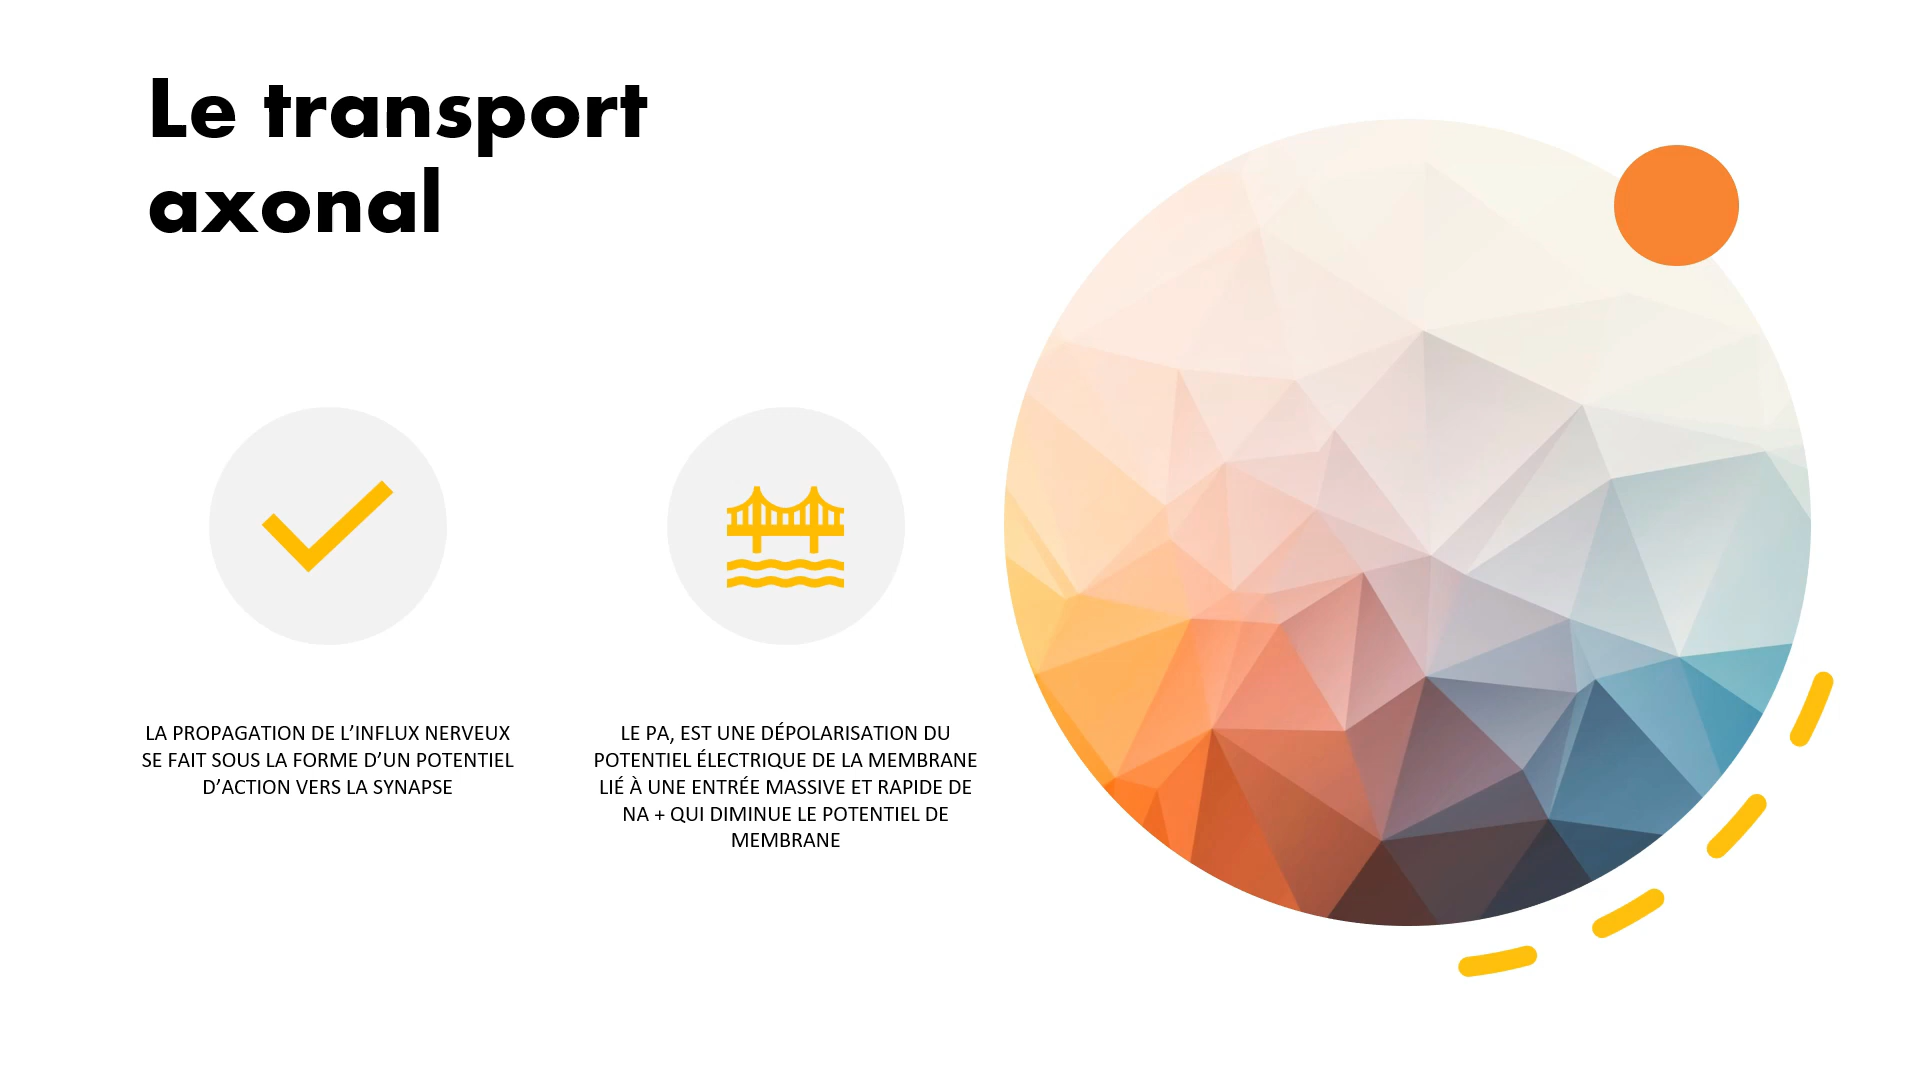 Le transport
axonal
LA PROPAGATION DE L’INFLUX NERVEUX
SE FAIT SOUS LA FORME D’UN POTENTIEL
D’ACTION VERS LA SYNAPSE
LE PA, EST UNE DÉPOLARISATION DU
POTENTIEL ÉLECTRIQUE DE LA MEMBRANE
LIÉ À UNE ENTRÉE MASSIVE ET RAPIDE DE
NA + QUI DIMINUE LE POTENTIEL DE
MEMBRANE